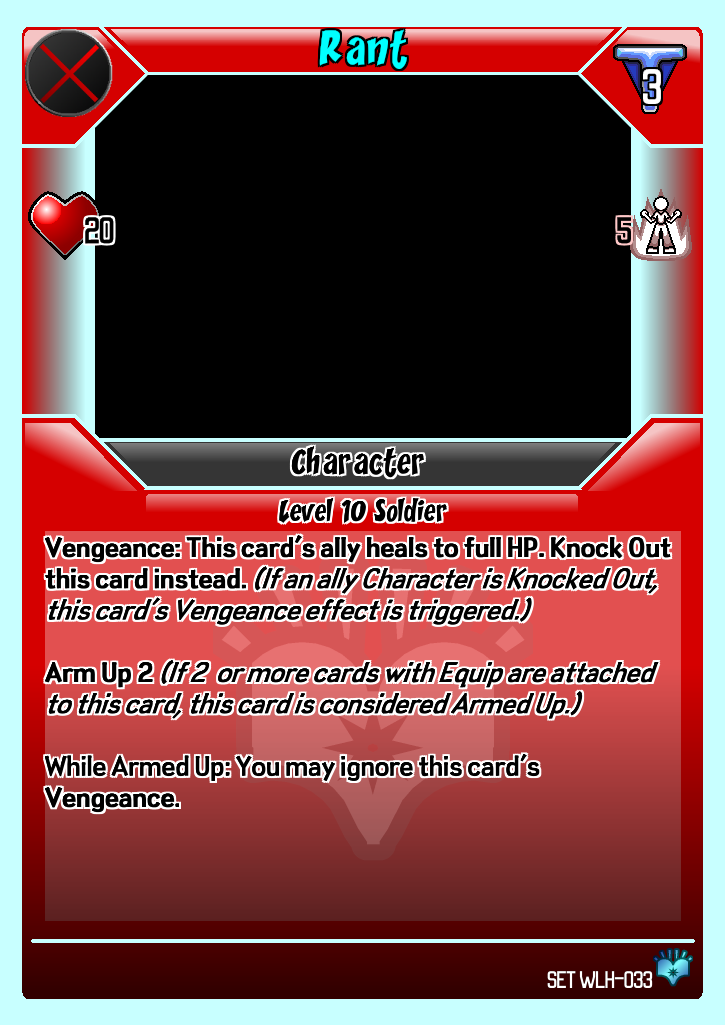 Rant
3
20
5
Character
Level 10 Soldier
Vengeance: This card's ally heals to full HP. Knock Out
this card instead. (If an ally Character is Knocked Out,
this card's Vengeance effect is triggered.)
Arm Up 2 (If 2 or more cards with Equip are attached
to this card, this card is considered Armed Up.)
While Armed Up: You may ignore this card's
Vengeance.
SET WLH-033